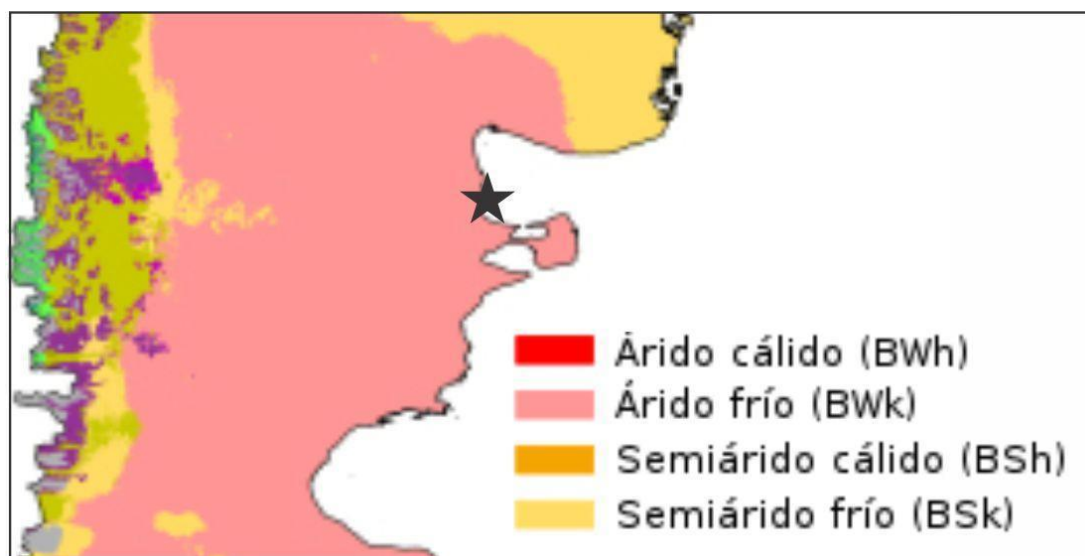 Árido cálido (BWh)
Árido frío (BWk)
Semiárido cálido (BSh)
Semiárido frío (BSk)